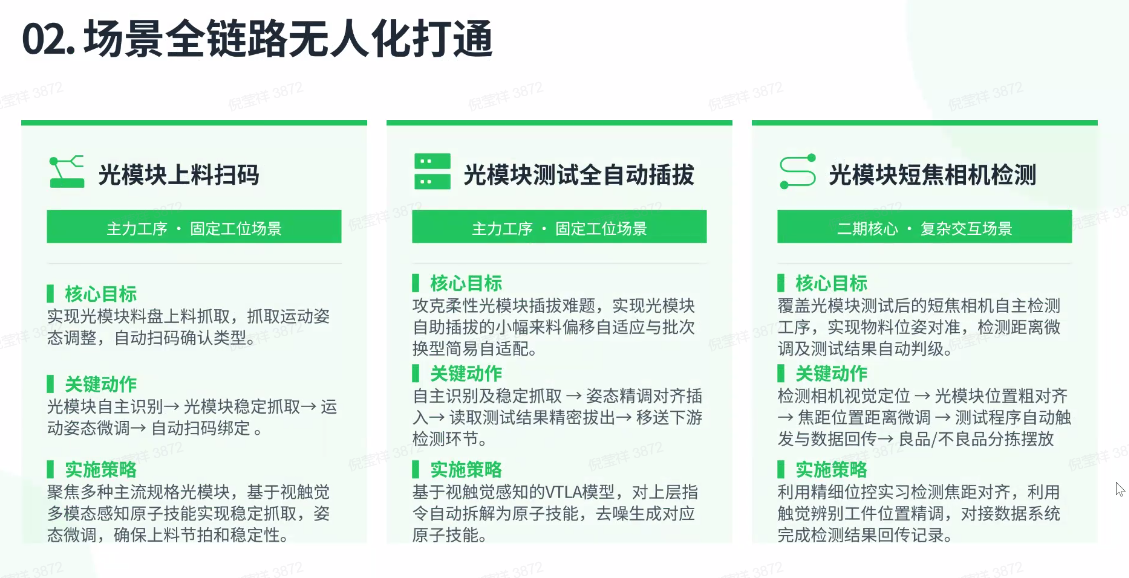 02. 场景全链路无人化打通
光模块上料扫码
主力工序 · 固定工位场景
核心目标
实现光模块料盘上料抓取，抓取运动姿
态调整，自动扫码确认类型。
关键动作
光模块自主识别→ 光模块稳定抓取→ 运
动姿态微调→ 自动扫码绑定 。
实施策略
聚焦多种主流规格光模块，基于视触觉
多模态感知原子技能实现稳定抓取，姿
态微调，确保上料节拍和稳定性。
光模块测试全自动插拔
主力工序 · 固定工位场景
核心目标
攻克柔性光模块插拔难题，实现光模块
自助插拔的小幅来料偏移自适应与批次
换型简易自适配。
关键动作
自主识别及稳定抓取 → 姿态精调对齐插
入→ 读取测试结果精密拔出→ 移送下游
检测环节。
实施策略
基于视触觉感知的VTLA模型，对上层指
令自动拆解为原子技能，去噪生成对应
原子技能。
光模块短焦相机检测
二期核心 · 复杂交互场景
核心目标
覆盖光模块测试后的短焦相机自主检测
工序，实现物料位姿对准，检测距离微
调及测试结果自动判级。
关键动作
检测相机视觉定位 → 光模块位置粗对齐
→ 焦距位置距离微调 → 测试程序自动触
发与数据回传→ 良品/不良品分拣摆放
实施策略
利用精细位控实习检测焦距对齐，利用
触觉辨别工件位置精调，对接数据系统
完成检测结果回传记录。